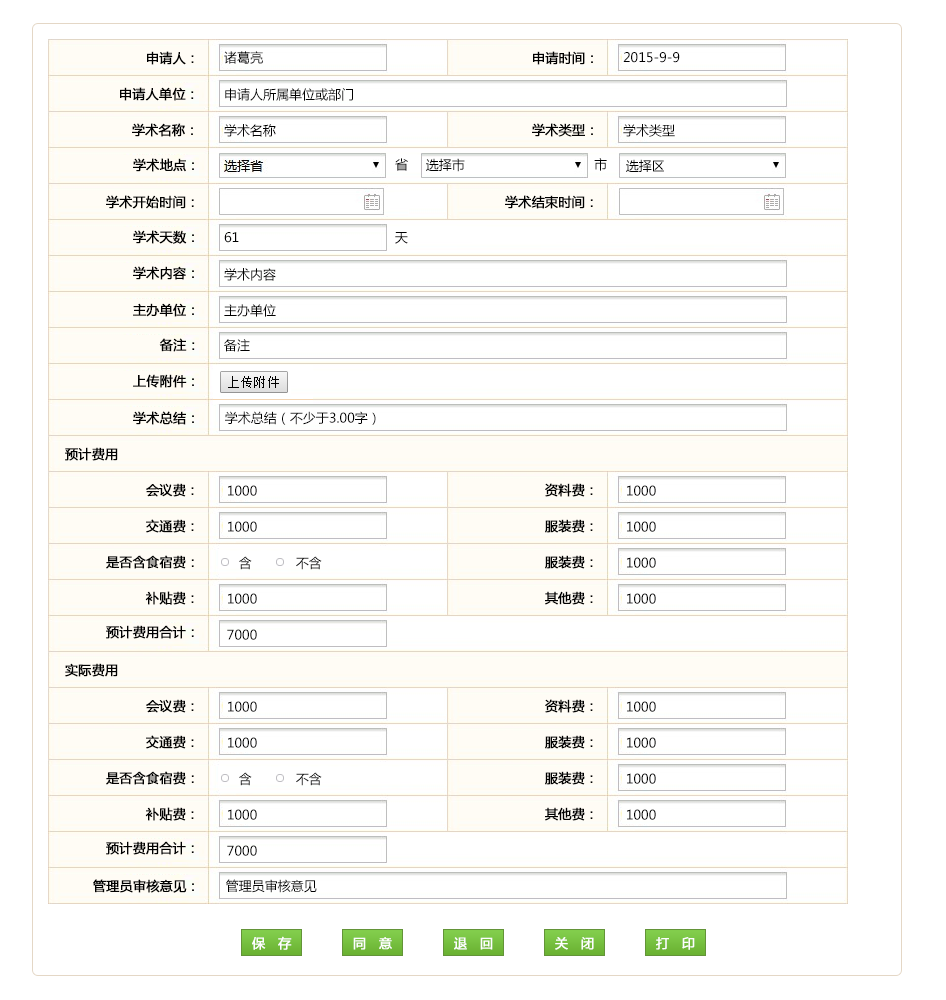 申请人： 诸葛亮 申请时间： 2015-9-9
申请人单位： 申请人所属单位或部门
学术名称： 学术名称 学术类型： 学术类型
学术地点： 选择省 省 选择市 市 选择区
学术开始时间： 学术结束时间：
学术天数： 61 天
学术内容： 学术内容
主办单位： 主办单位
备注： 备注
上传附件： 上传附件
学术总结： 学术总结（不少于3.00字）
预计费用
会议费： 1000 资料费： 1000
交通费： 1000 服装费： 1000
是否含食宿费： 含 不含 服装费： 1000
补贴费： 1000 其他费： 1000
预计费用合计： 7000
实际费用
会议费： 1000 资料费： 1000
交通费： 1000 服装费： 1000
是否含食宿费： 含 不含 服装费： 1000
补贴费： 1000 其他费： 1000
预计费用合计： 7000
管理员审核意见： 管理员审核意见
保 存 同 意 退 回 关 闭 打 印